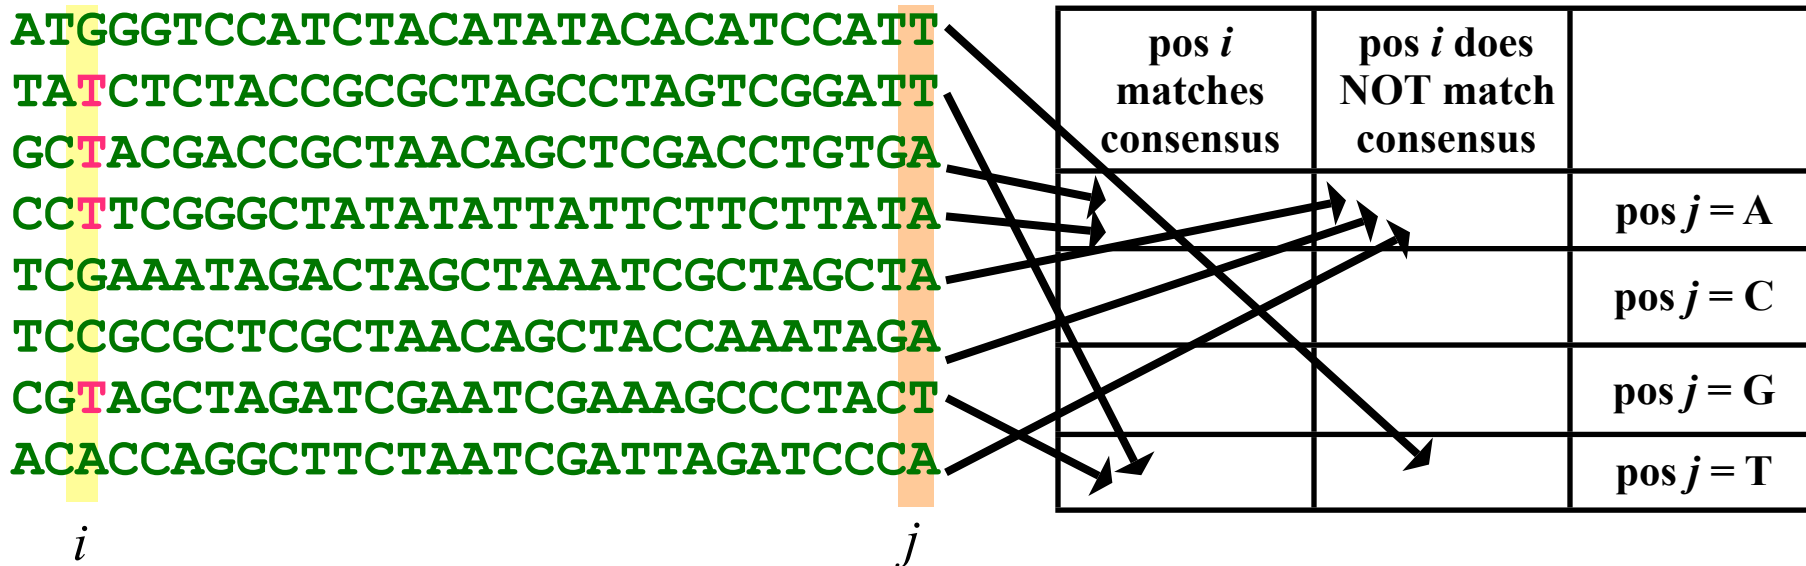 ATGGGTCCATCTACATATACACATCCATT
TATCTCTACCGCGCTAGCCTAGTCGGATT
GCTACGACCGCTAACAGCTCGACCTGTGA
CCTTCGGGCTATATATTATTCTTCTTATA
TCGAAATAGACTAGCTAAATCGCTAGCTA
TCCGCGCTCGCTAACAGCTACCAAATAGA
CGTAGCTAGATCGAATCGAAAGCCCTACT
ACACCAGGCTTCTAATCGATTAGATCCCA
i
j
pos i
matches
consensus
pos i does
NOT match
consensus
pos j = A
pos j = C
pos j = G
pos j = T